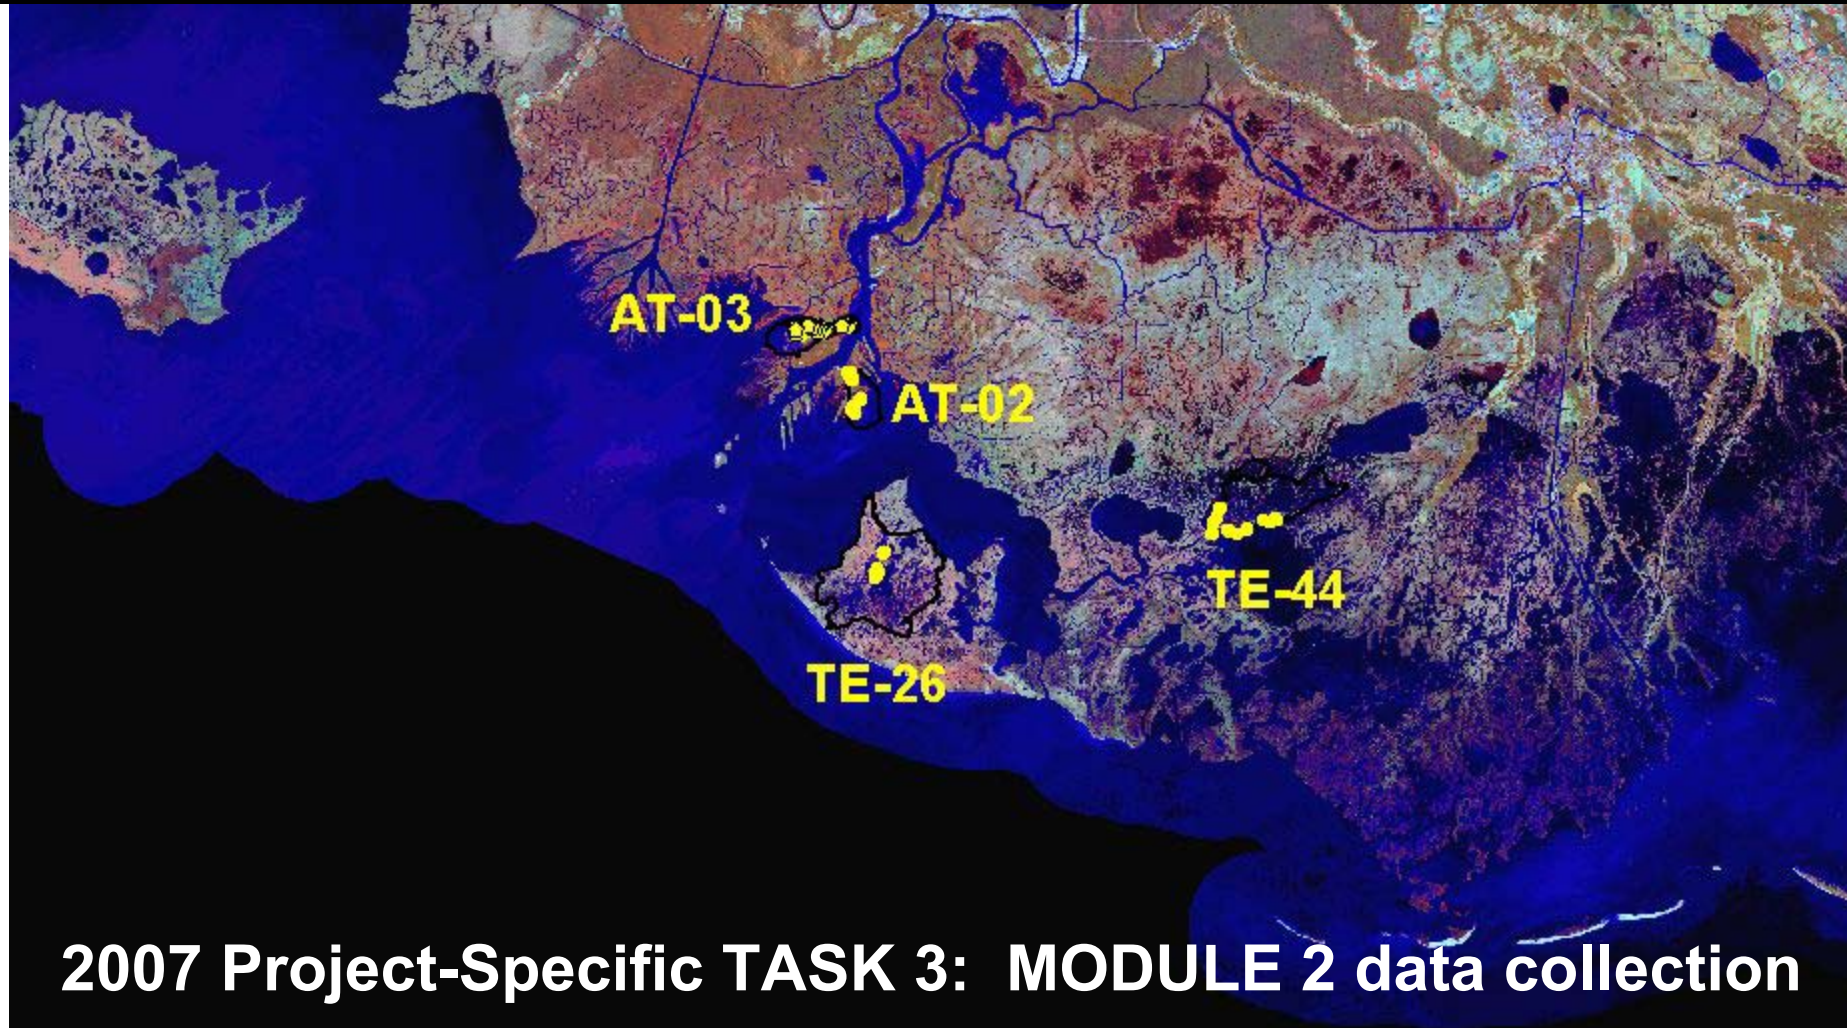 AT-03
AT-02
TE-44
TE-26
2007 Project-Specific TASK 3: MODULE 2 data collection